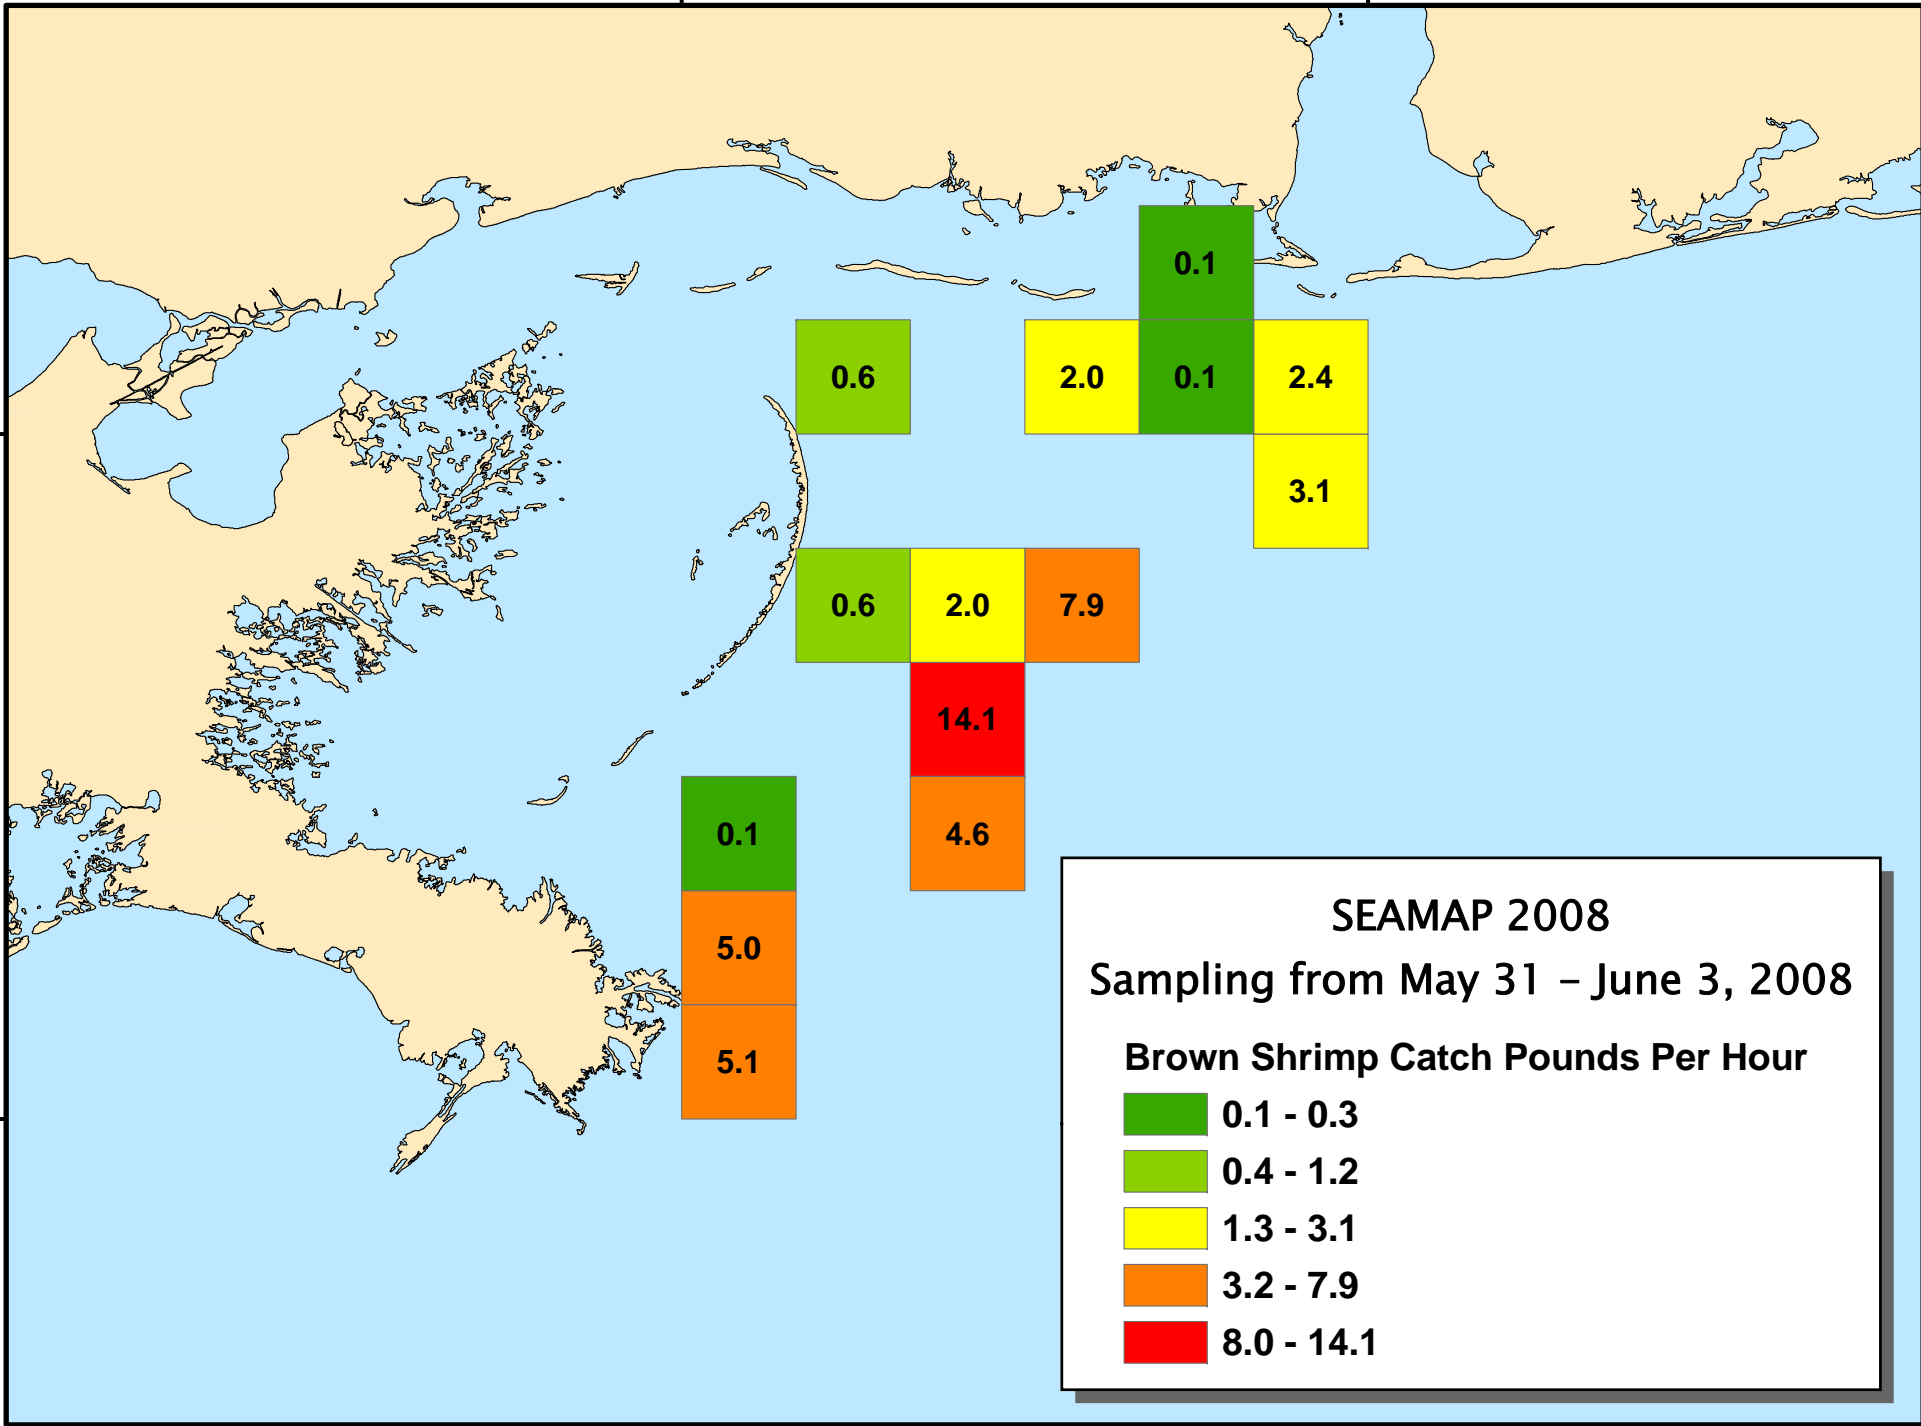 0.1
0.6
2.0
0.1
2.4
3.1
0.6
2.0
7.9
14.1
0.1
4.6
5.0
5.1
SEAMAP 2008
Sampling from May 31 – June 3, 2008
Brown Shrimp Catch Pounds Per Hour
0.1 - 0.3
0.4 - 1.2
1.3 - 3.1
3.2 - 7.9
8.0 - 14.1